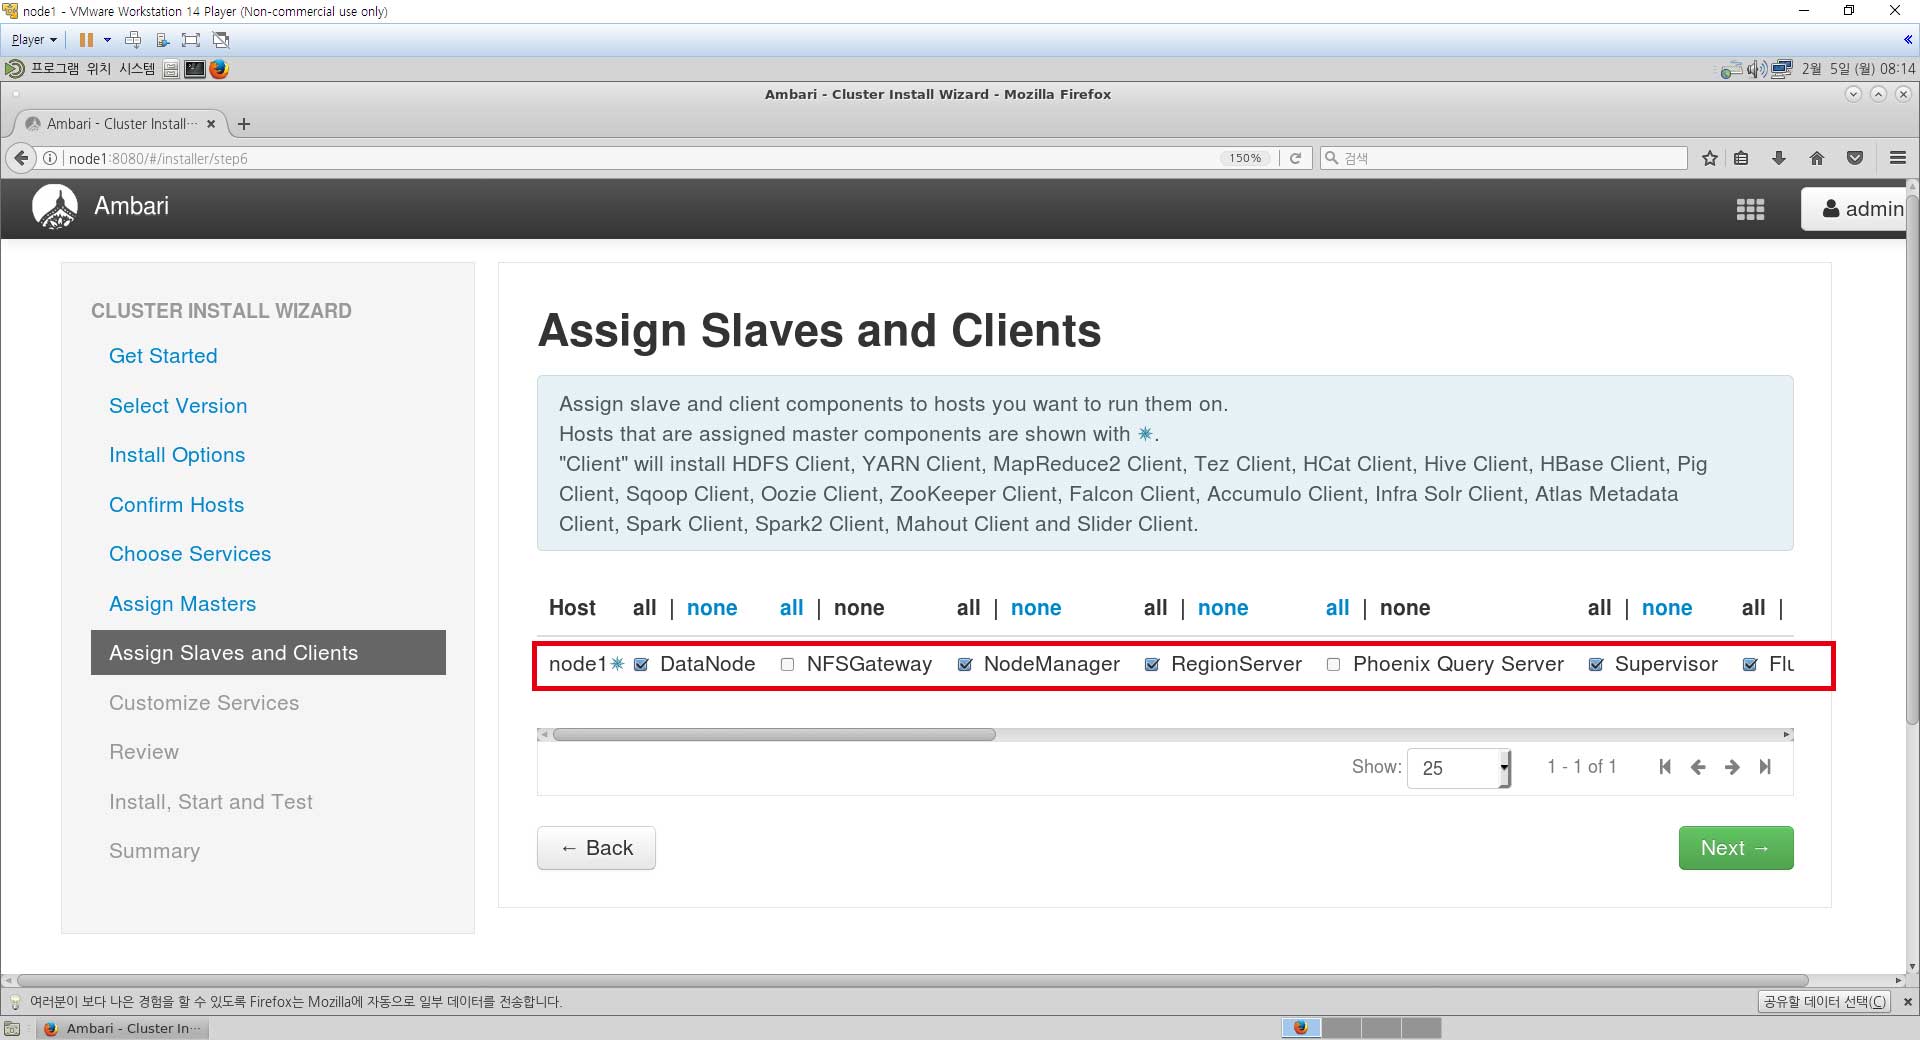 node1 - VMware Workstation 14 Player (Non-commercial use only)
Player
프로그램 위치 시스템
2월 5일 (월) 08:14
Ambari - Cluster Install Wizard - Mozilla Firefox
Ambari - Cluster Install···
node1:8080/#/installer/step6
150%
검색
Ambari
admin
CLUSTER INSTALL WIZARD
Get Started
Select Version
Install Options
Confirm Hosts
Choose Services
Assign Masters
Assign Slaves and Clients
Customize Services
Review
Install, Start and Test
Summary
Assign Slaves and Clients
Assign slave and client components to hosts you want to run them on.
Hosts that are assigned master components are shown with ✷.
"Client" will install HDFS Client, YARN Client, MapReduce2 Client, Tez Client, HCat Client, Hive Client, HBase Client, Pig
Client, Sqoop Client, Oozie Client, ZooKeeper Client, Falcon Client, Accumulo Client, Infra Solr Client, Atlas Metadata
Client, Spark Client, Spark2 Client, Mahout Client and Slider Client.
Host all | none all | none all | none all | none all | none all | none all |
node1✷ DataNode NFSGateway NodeManager RegionServer Phoenix Query Server Supervisor Flu
Show: 25 1 - 1 of 1
← Back
Next →
여러분이 보다 나은 경험을 할 수 있도록 Firefox는 Mozilla에 자동으로 일부 데이터를 전송합니다.
공유할 데이터 선택(C)
Ambari - Cluster In···